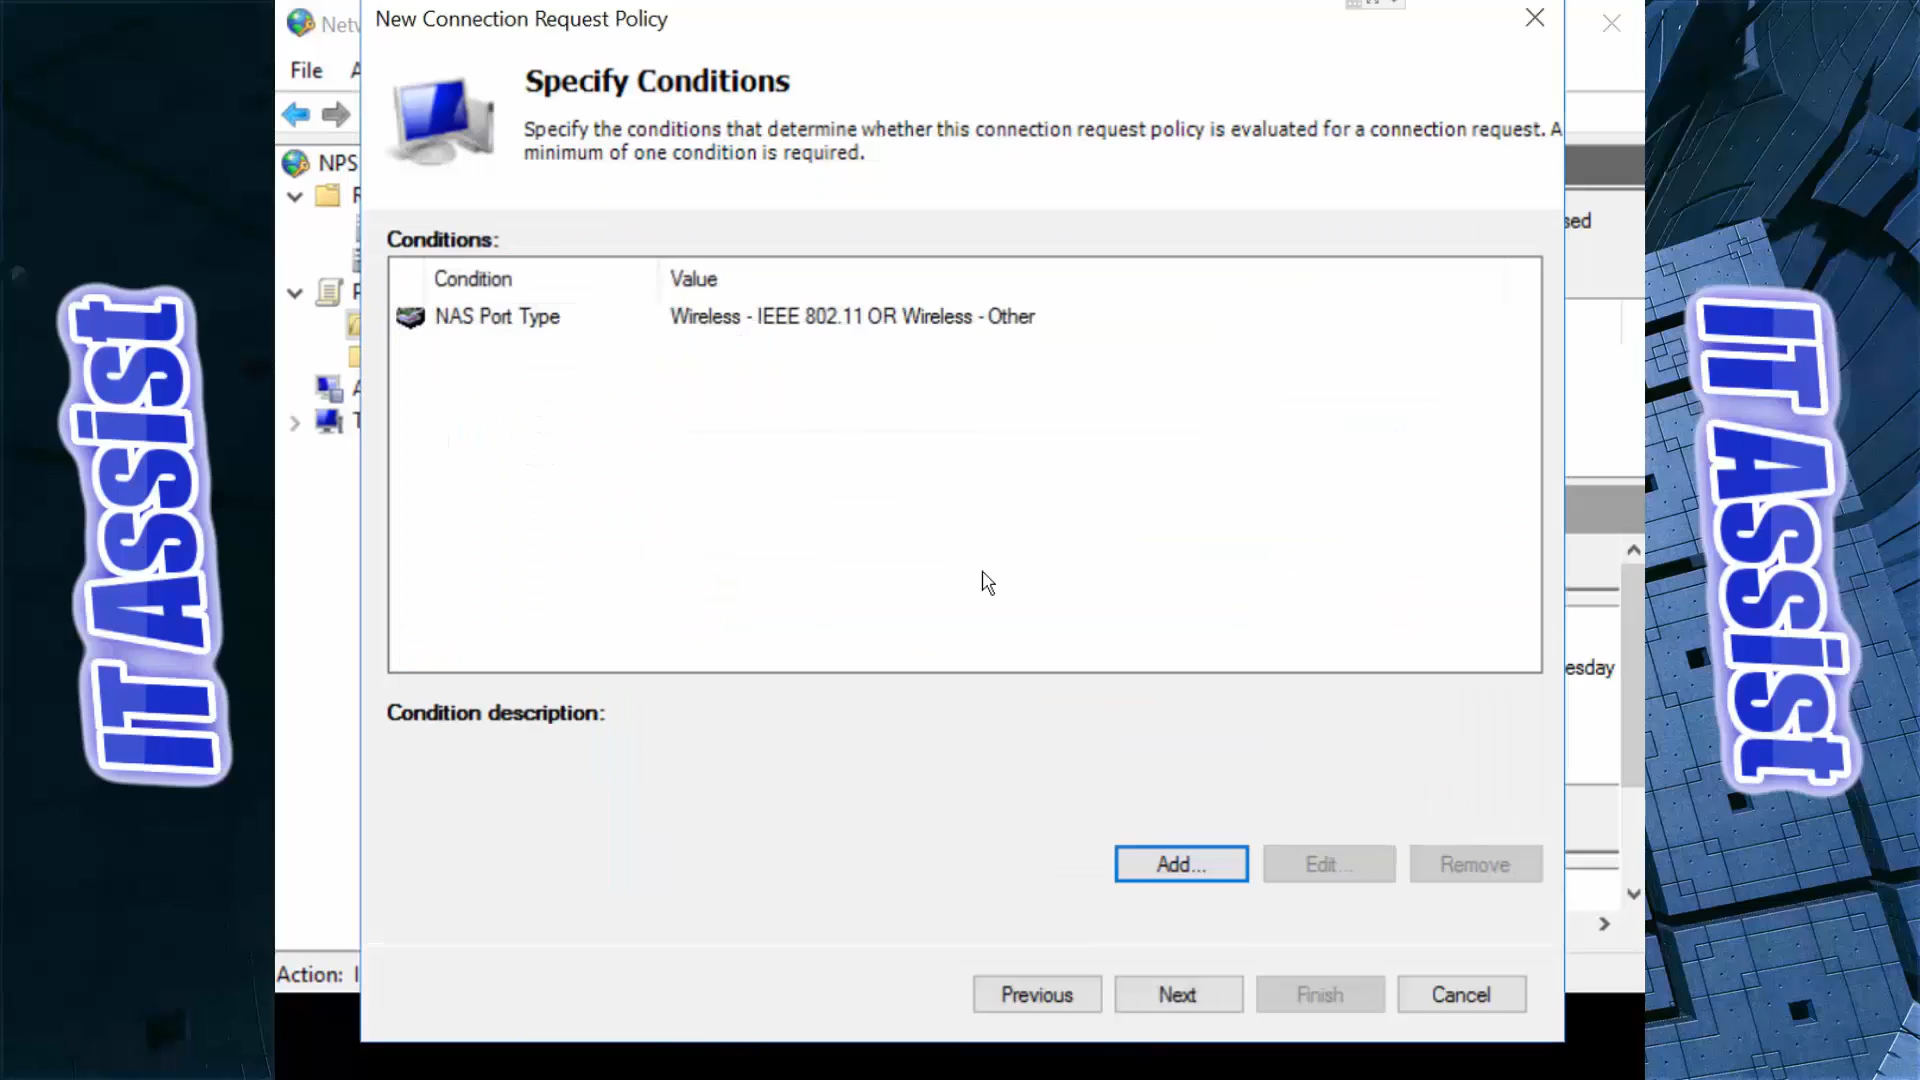 New Connection Request Policy
File
Specify Conditions
Specify the conditions that determine whether this connection request policy is evaluated for a connection request. A
minimum of one condition is required.
NPS
Conditions:
Condition Value
NAS Port Type Wireless - IEEE 802.11 OR Wireless - Other
Condition description:
Add... Edit... Remove
Action:
Previous Next Finish Cancel
IT Assist
IT Assist